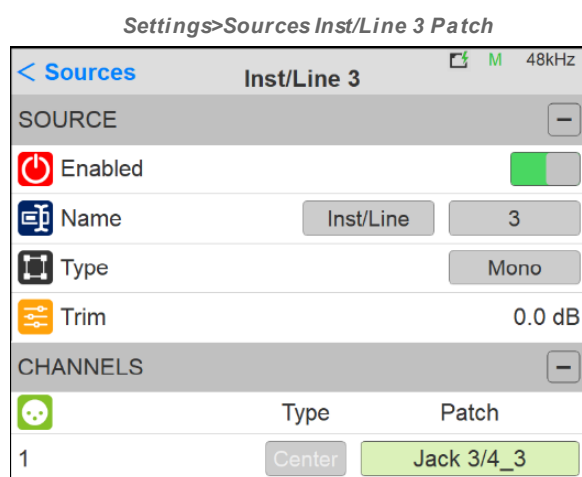 Settings>Sources Inst/Line 3 Patch
< Sources Inst/Line 3 M 48kHz
SOURCE −
Enabled
Name Inst/Line 3
Type Mono
Trim 0.0 dB
CHANNELS −
Type Patch
1 Center Jack 3/4_3